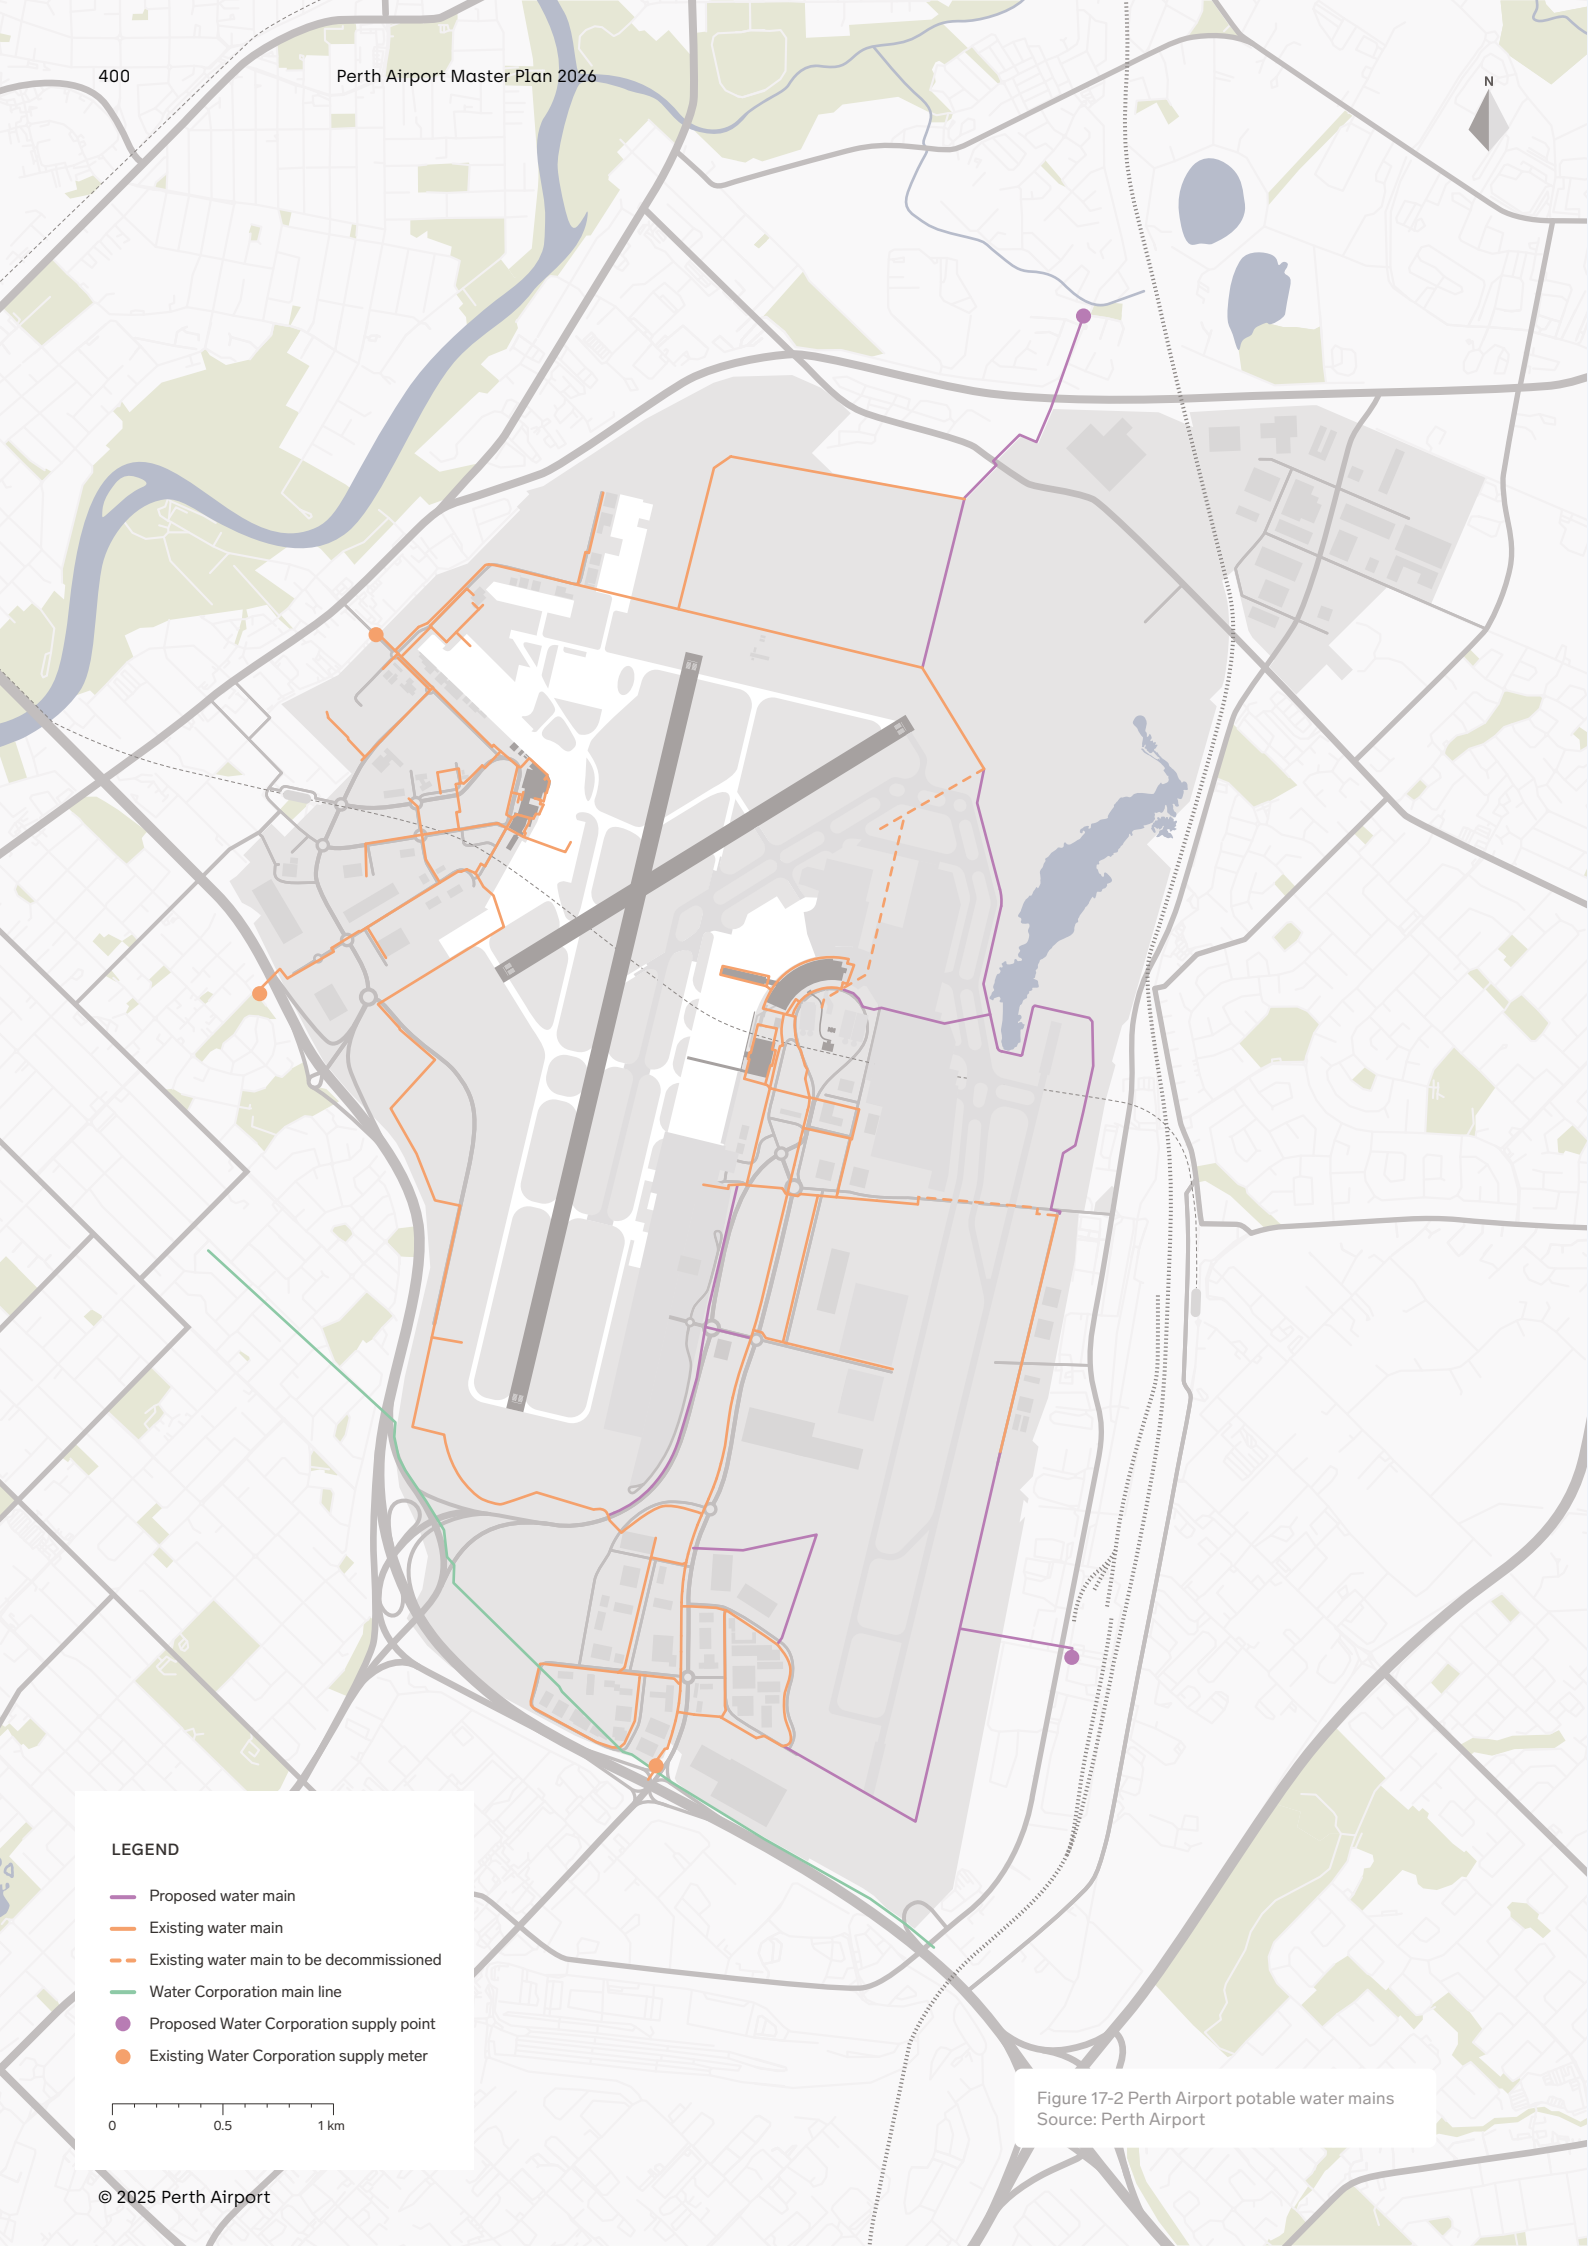 400
Perth Airport Master Plan 2026
N
LEGEND
Proposed water main
Existing water main
Existing water main to be decommissioned
Water Corporation main line
Proposed Water Corporation supply point
Existing Water Corporation supply meter
0 0.5 1 km
Figure 17-2 Perth Airport potable water mains
Source: Perth Airport
© 2025 Perth Airport